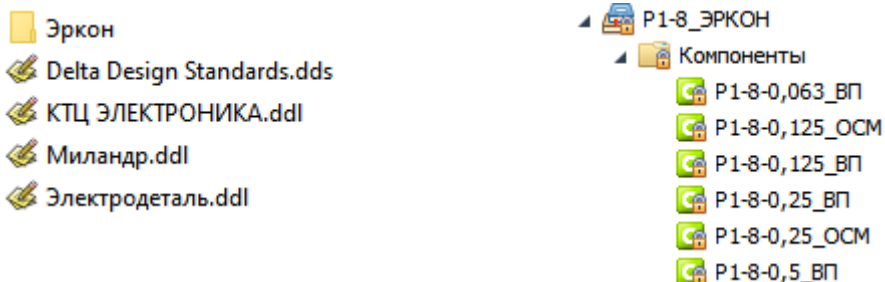 Эркон
Delta Design Standards.dds
КТЦ ЭЛЕКТРОНИКА.ddl
Миландр.ddl
Электродеталь.ddl
Р1-8_ЭРКОН
Компоненты
Р1-8-0,063_ВП
Р1-8-0,125_ОСМ
Р1-8-0,125_ВП
Р1-8-0,25_ВП
Р1-8-0,25_ОСМ
Р1-8-0,5_ВП